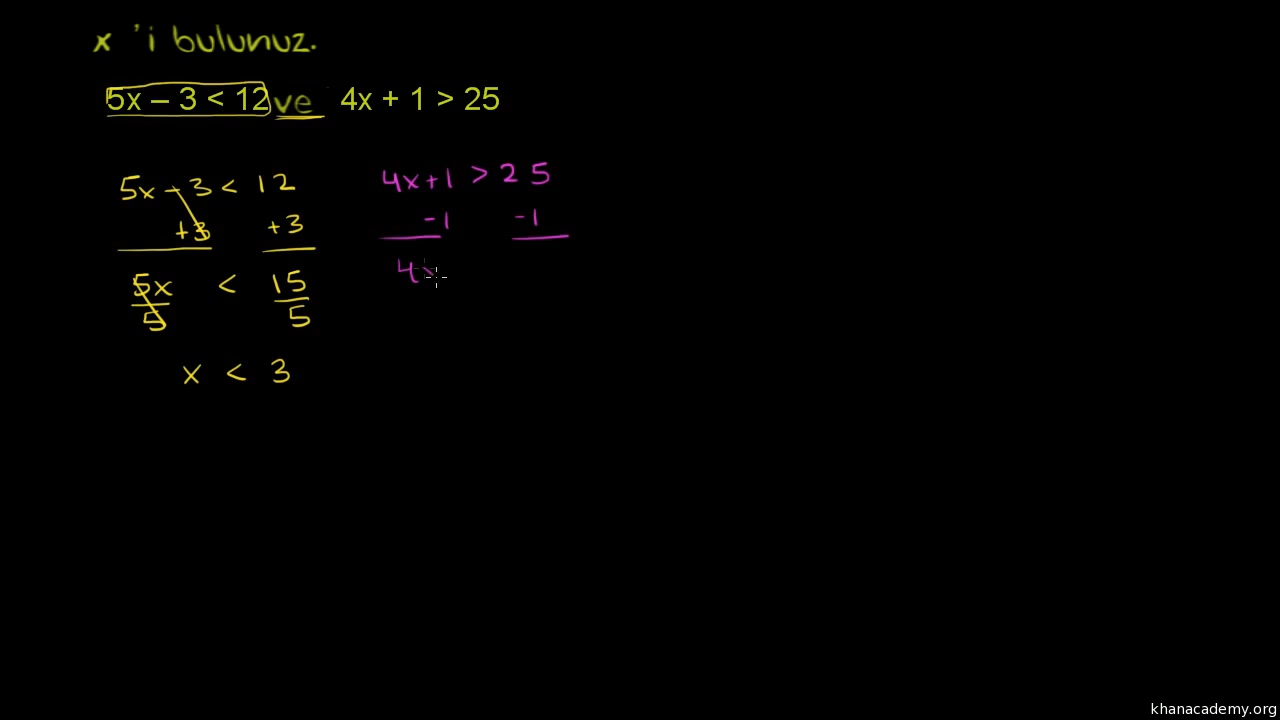 x 'i bulunuz.
5x – 3 < 12 ve 4x + 1 > 25
5x - 3 < 12
+3 +3
5x < 15
5 5
x < 3
4x+1 > 25
-1 -1
4x
khanacademy.org